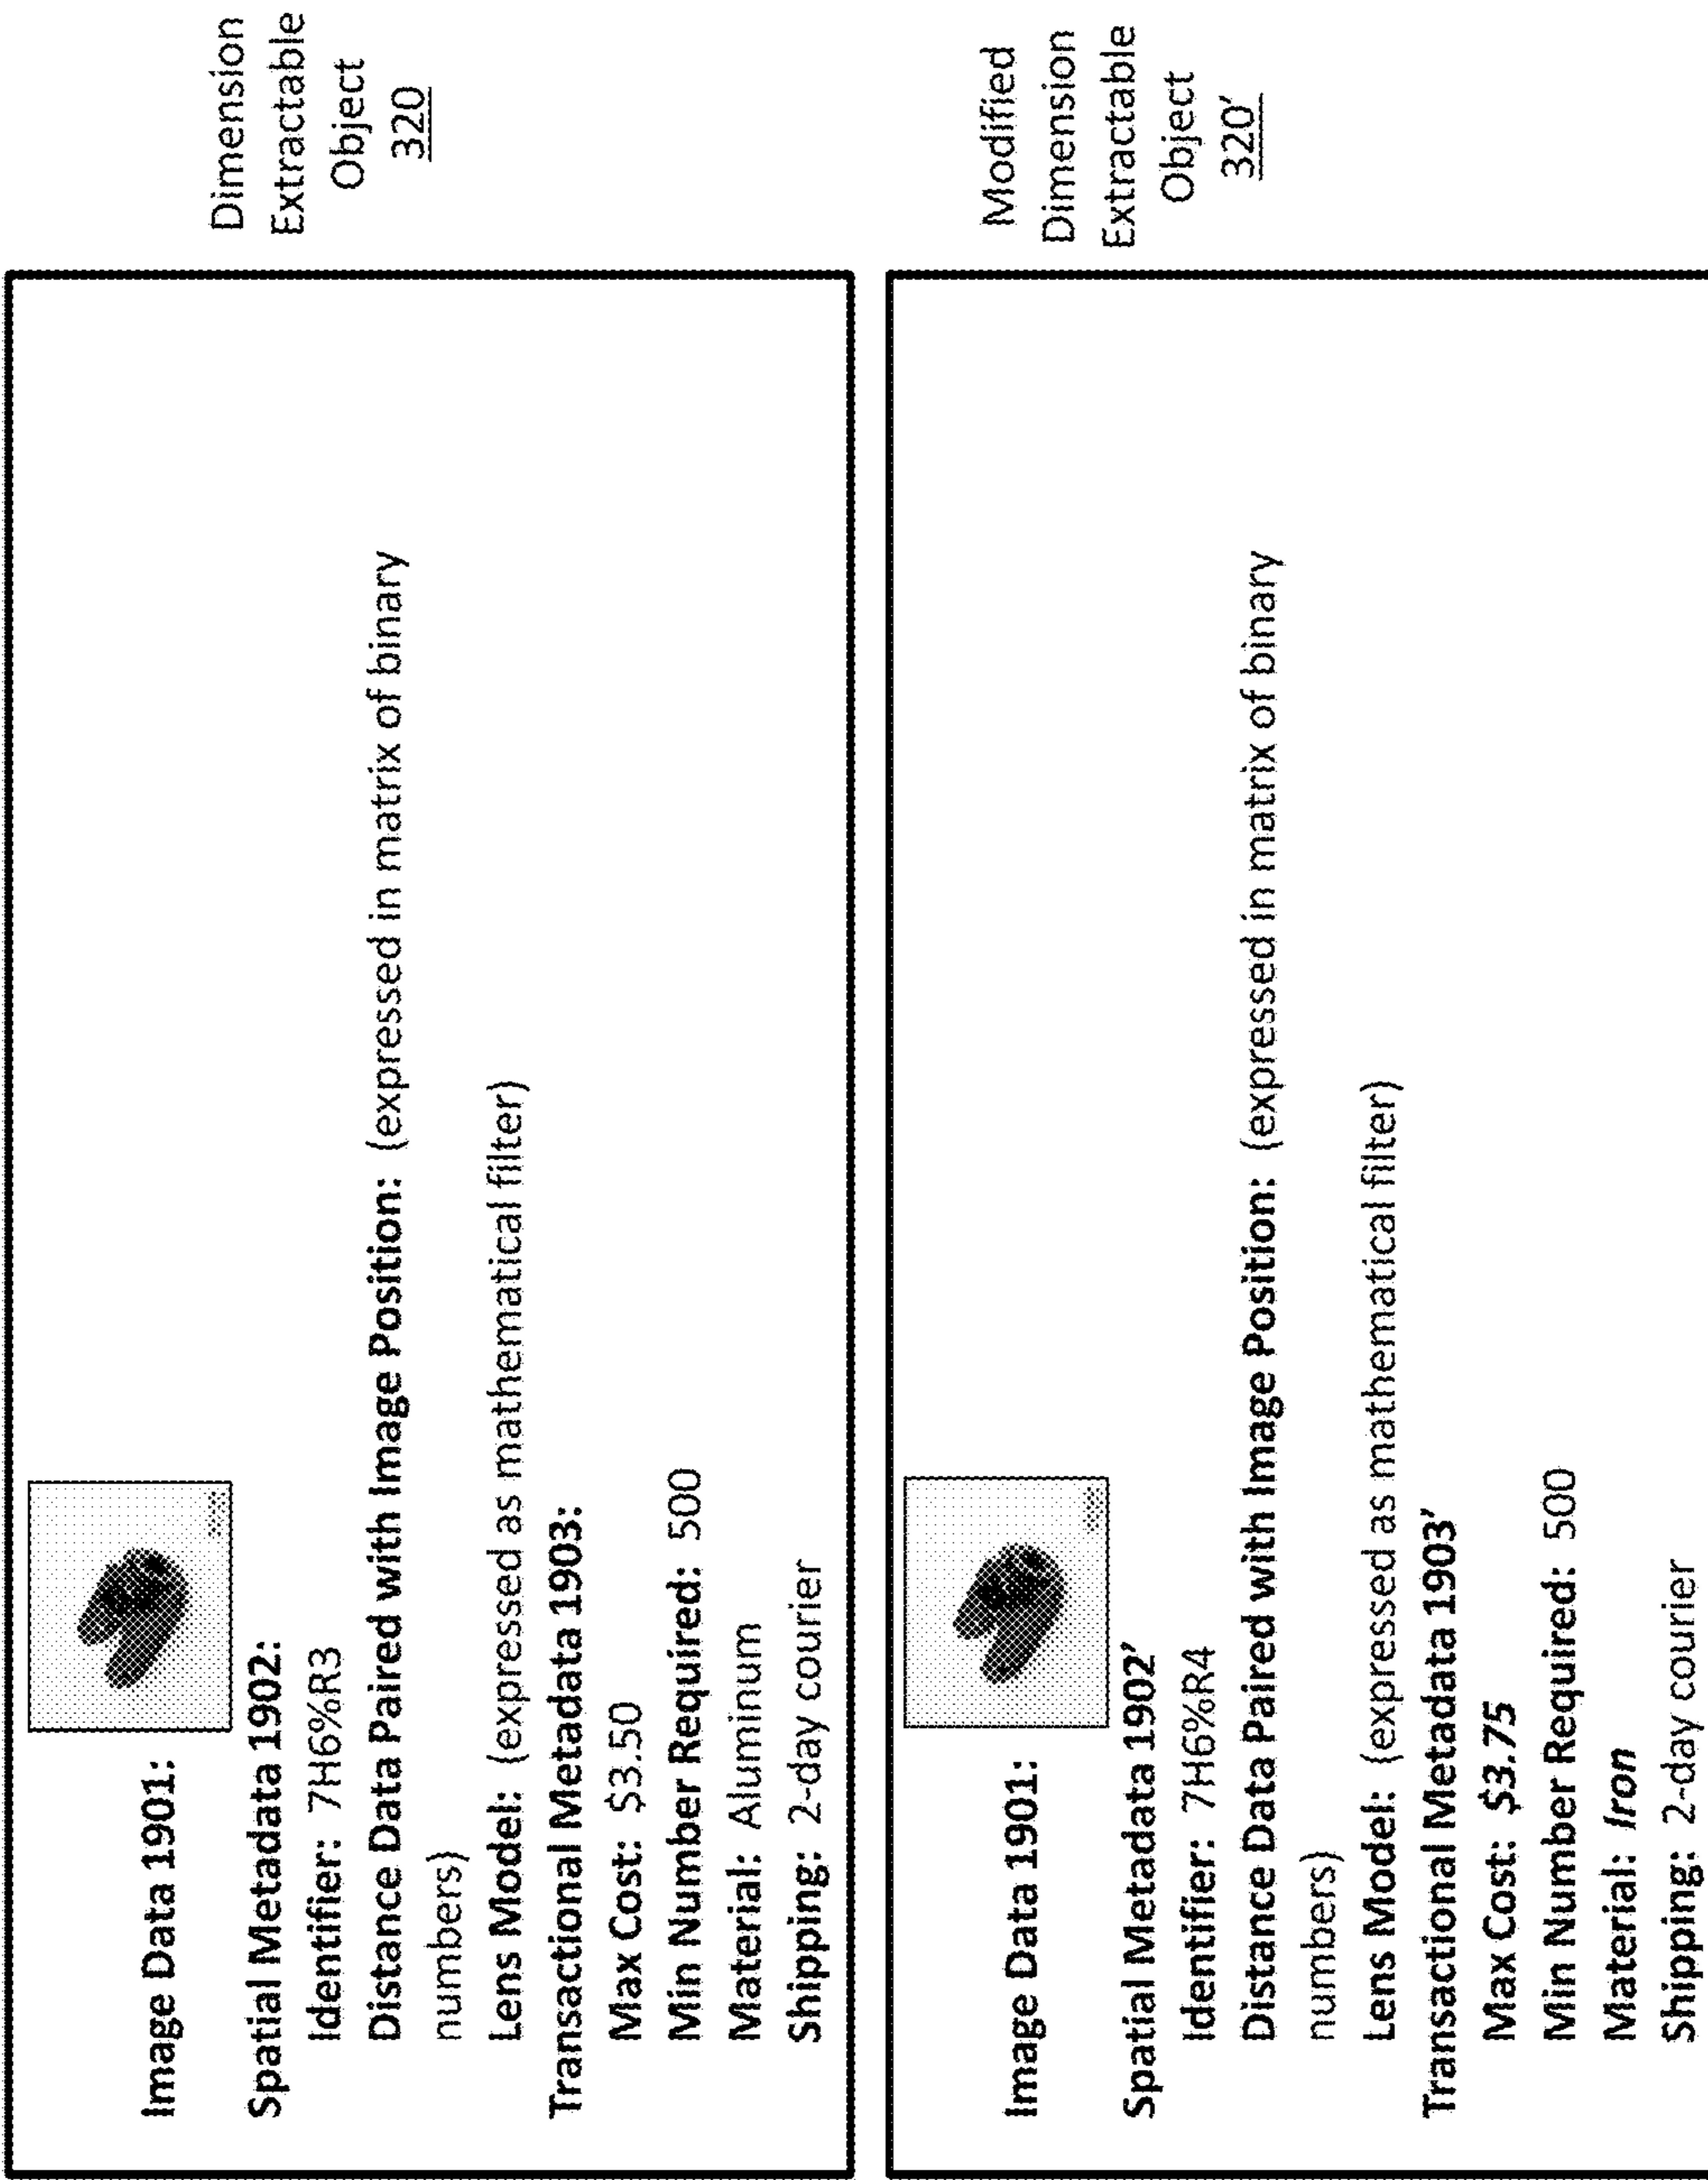 Dimension
Extractable
Object
320
Image Data 1901:
Spatial Metadata 1902:
Identifier: 7H6%R3
Distance Data Paired with Image Position: (expressed in matrix of binary
numbers)
Lens Model: (expressed as mathematical filter)
Transactional Metadata 1903:
Max Cost: $3.50
Min Number Required: 500
Material: Aluminum
Shipping: 2-day courier
Modified
Dimension
Extractable
Object
320'
Image Data 1901:
Spatial Metadata 1902'
Identifier: 7H6%R4
Distance Data Paired with Image Position: (expressed in matrix of binary
numbers)
Lens Model: (expressed as mathematical filter)
Transactional Metadata 1903'
Max Cost: $3.75
Min Number Required: 500
Material: Iron
Shipping: 2-day courier